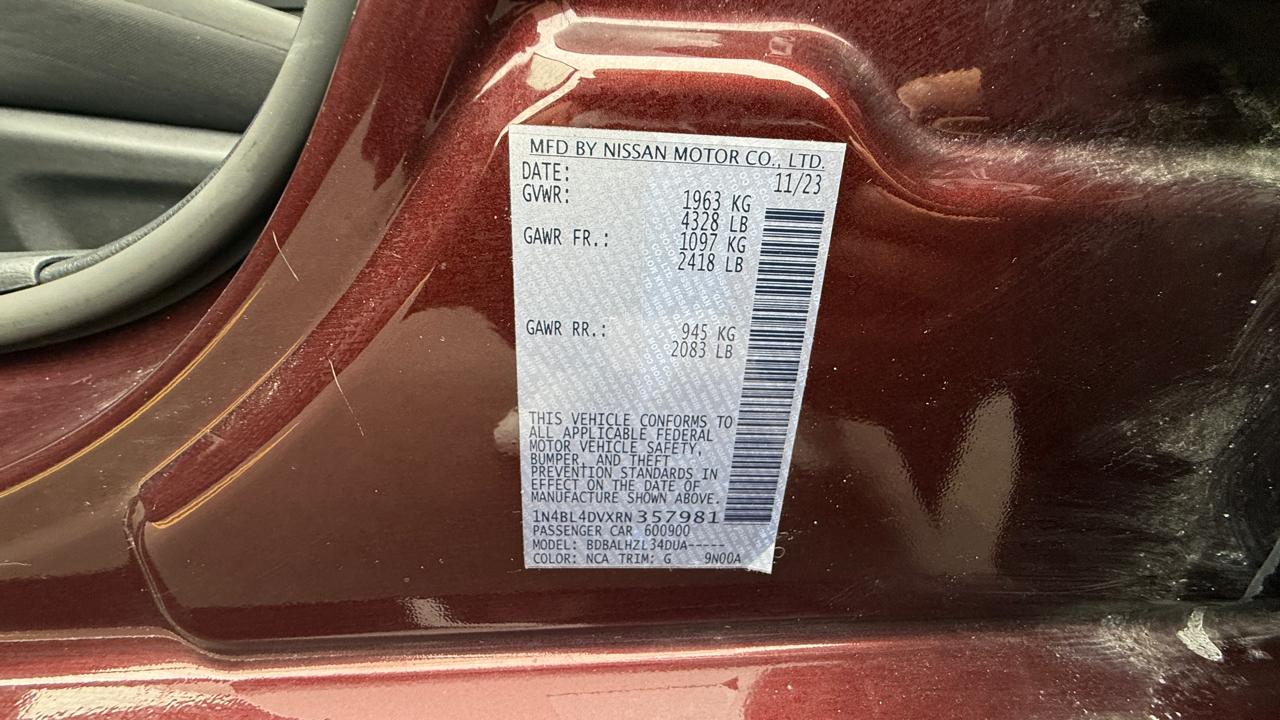 MFD BY NISSAN MOTOR CO., LTD.
DATE: 11/23
GVWR: 1963 KG
4328 LB
GAWR FR.: 1097 KG
2418 LB
GAWR RR.: 945 KG
2083 LB
THIS VEHICLE CONFORMS TO
ALL APPLICABLE FEDERAL
MOTOR VEHICLE SAFETY,
BUMPER, AND THEFT
PREVENTION STANDARDS IN
EFFECT ON THE DATE OF
MANUFACTURE SHOWN ABOVE.
1N4BL4DVXRN357981
PASSENGER CAR 600900
MODEL: BDBALHZL34DUA-----
COLOR: NCA TRIM: G 9N00A